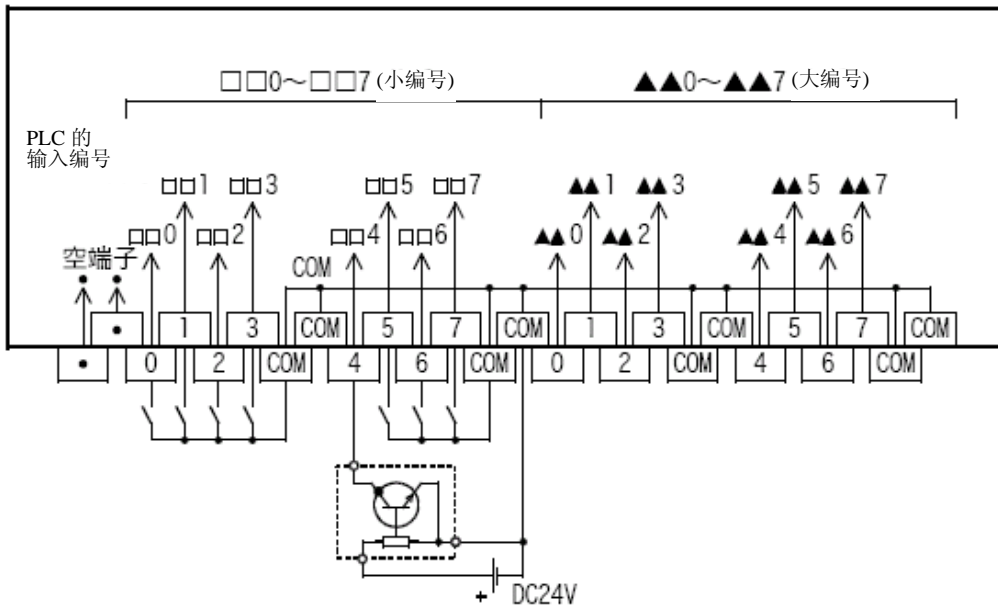 □□0～□□7 (小编号) ▲▲0～▲▲7 (大编号)
PLC 的
输入编号
□□1 □□3 □□5 □□7 ▲▲1 ▲▲3 ▲▲5 ▲▲7
□□0 □□2 □□4 □□6 ▲▲0 ▲▲2 ▲▲4 ▲▲6
空端子
COM
• 1 3 COM 5 7 COM 1 3 COM 5 7 COM
• 0 2 COM 4 6 COM 0 2 COM 4 6 COM
+ DC24V